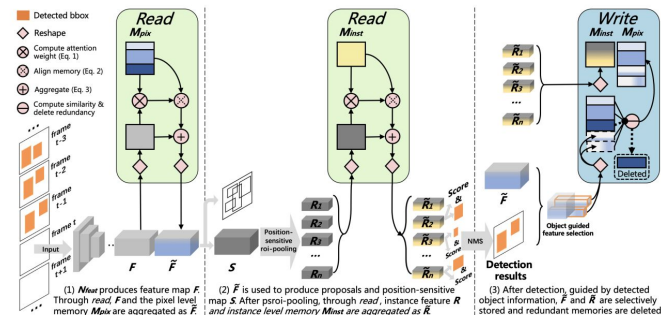 Detected bbox
Reshape
Compute attention
weight (Eq. 1)
Align memory (Eq. 2)
Aggregate (Eq. 3)
Compute similarity &
delete redundancy
...
frame
t-3
frame
t-2
frame
t-1
frame t
frame
t+1
Input
Read
Mpix
...
F
F̃
(1) Nfeat produces feature map F.
Through read, F and the pixel level
memory Mpix are aggregated as F̃.
Read
Minst
S
Position-
sensitive
roi-pooling
R1
R2
R3
...
Rn
R̃1
R̃2
R̃3
...
R̃n
Score
&
&
&
Score
&
NMS
(2) F̃ is used to produce proposals and position-sensitive
map S. After psroi-pooling, through read, instance feature R
and instance level memory Minst are aggregated as R̃.
Write
Minst Mpix
R̃1
R̃2
R̃3
...
R̃n
Deleted
F̃
Object guided
feature selection
Detection
results
(3) After detection, guided by detected
object information, F̃ and R̃ are selectively
stored and redundant memories are deleted.